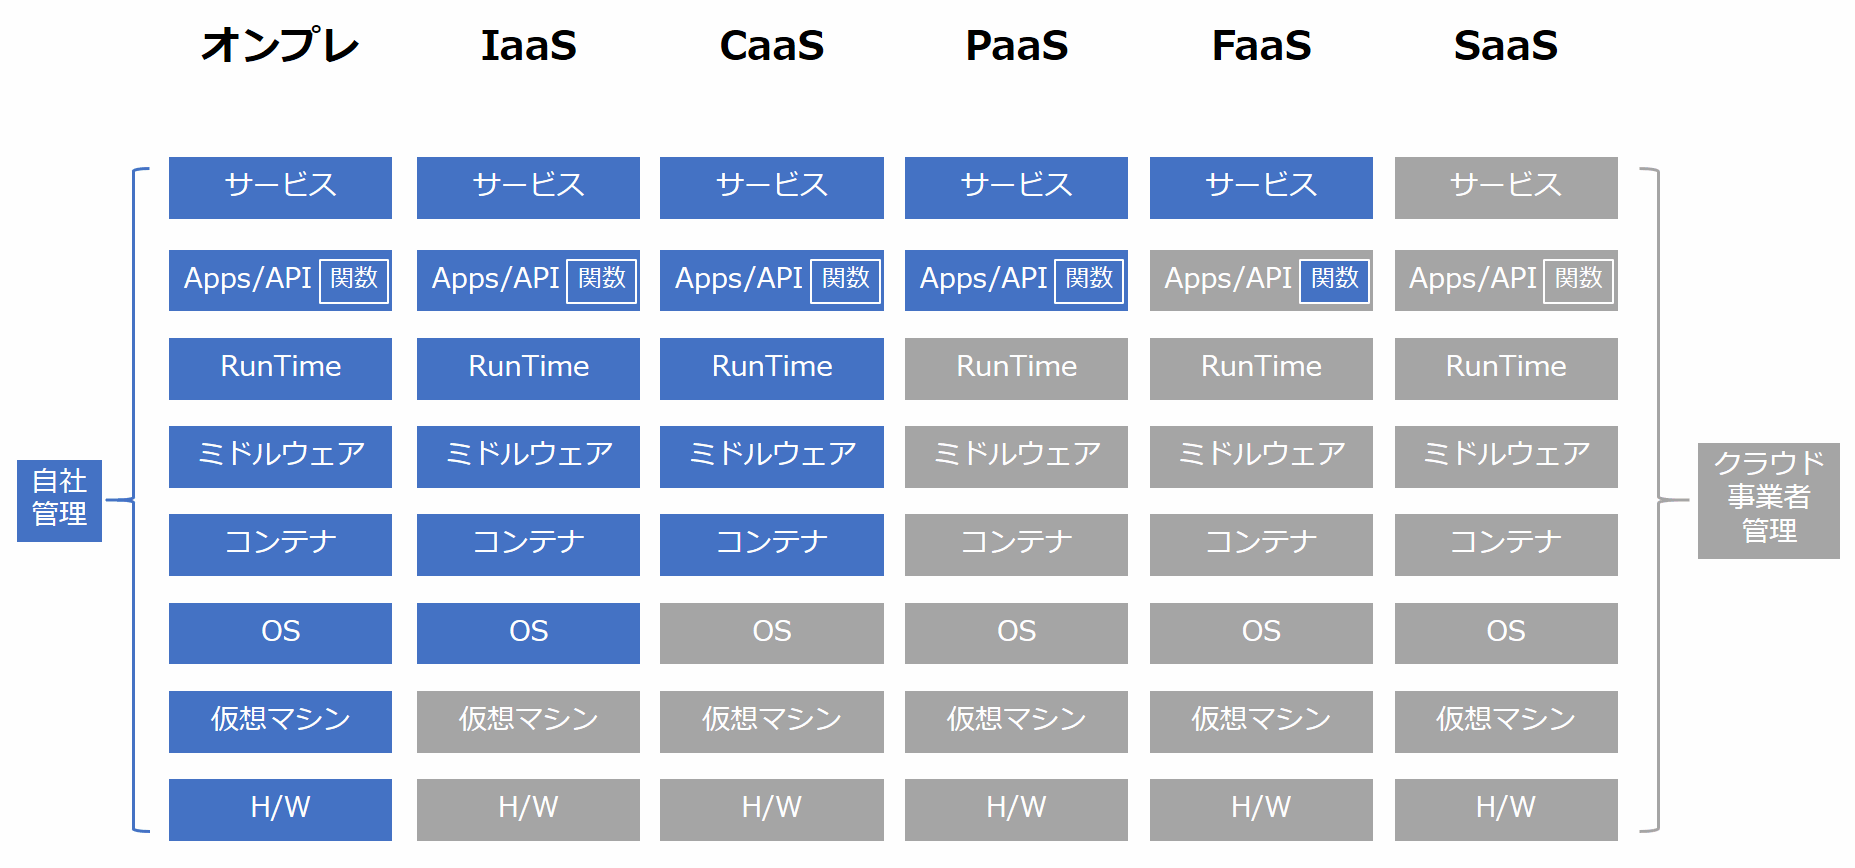 オンプレ IaaS CaaS PaaS FaaS SaaS
サービス サービス サービス サービス サービス サービス
Apps/API 関数 Apps/API 関数 Apps/API 関数 Apps/API 関数 Apps/API 関数 Apps/API 関数
RunTime RunTime RunTime RunTime RunTime RunTime
ミドルウェア ミドルウェア ミドルウェア ミドルウェア ミドルウェア ミドルウェア
自社
管理
クラウド
事業者
管理
コンテナ コンテナ コンテナ コンテナ コンテナ コンテナ
OS OS OS OS OS OS
仮想マシン 仮想マシン 仮想マシン 仮想マシン 仮想マシン 仮想マシン
H/W H/W H/W H/W H/W H/W